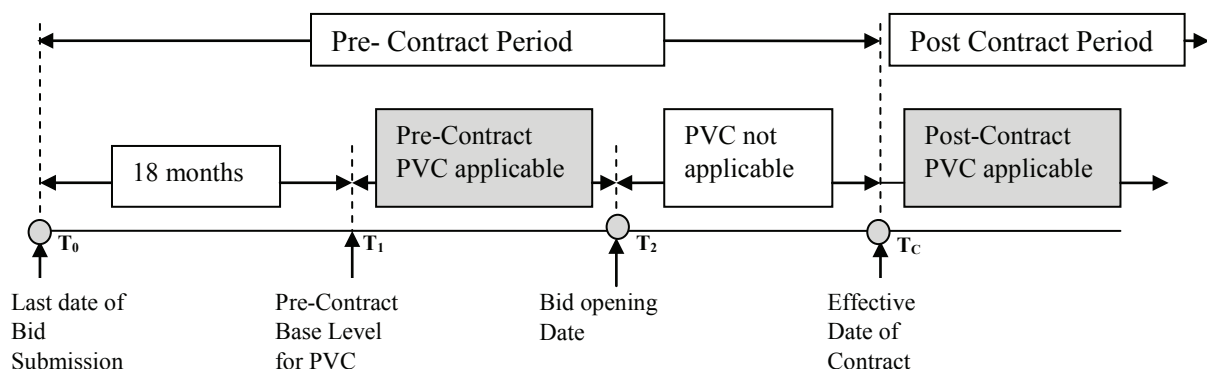 Pre- Contract Period
Post Contract Period
18 months
Pre-Contract
PVC applicable
PVC not
applicable
Post-Contract
PVC applicable
T₀
T₁
T₂
T_C
Last date of
Bid
Submission
Pre-Contract
Base Level
for PVC
Bid opening
Date
Effective
Date of
Contract